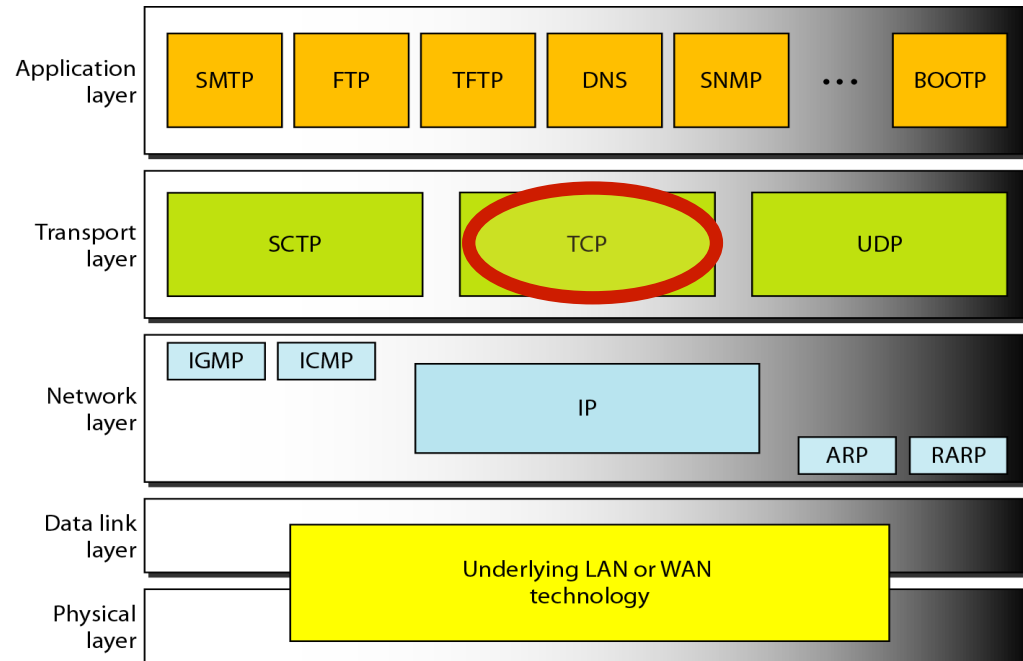 Application
layer
SMTP
FTP
TFTP
DNS
SNMP
...
BOOTP
Transport
layer
SCTP
TCP
UDP
Network
layer
IGMP
ICMP
IP
ARP
RARP
Data link
layer
Underlying LAN or WAN
technology
Physical
layer